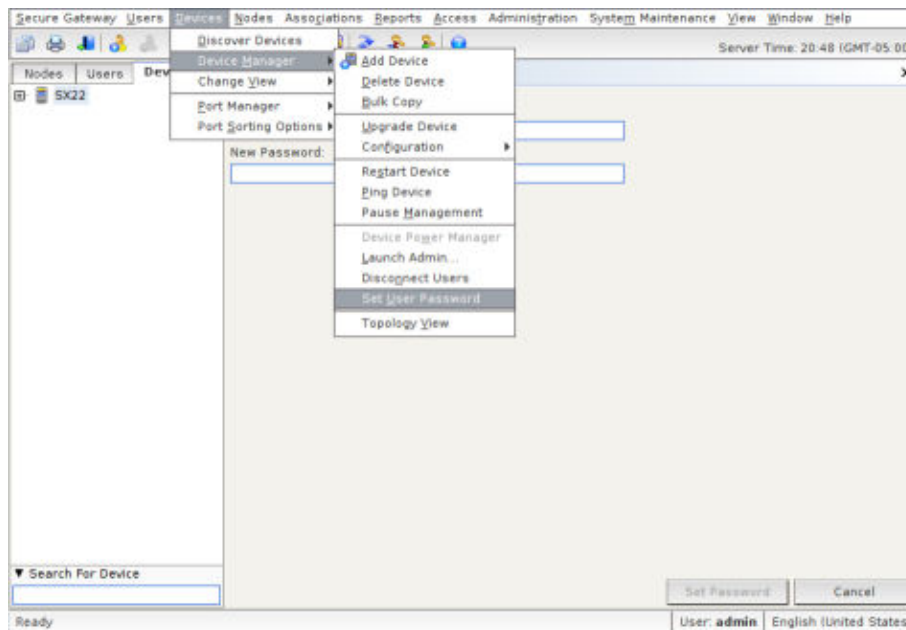 Secure Gateway Users Devices Nodes Associations Reports Access Administration System Maintenance View Window Help
Server Time: 20:48 (GMT-05:00
Nodes Users Dev
SX22
Discover Devices
Device Manager
Change View
Port Manager
Port Sorting Options
Add Device
Delete Device
Bulk Copy
Upgrade Device
Configuration
Restart Device
Ping Device
Pause Management
Device Power Manager
Launch Admin...
Disconnect Users
Set User Password
Topology View
New Password:
Search For Device
Set Password Cancel
Ready User: admin English (United States